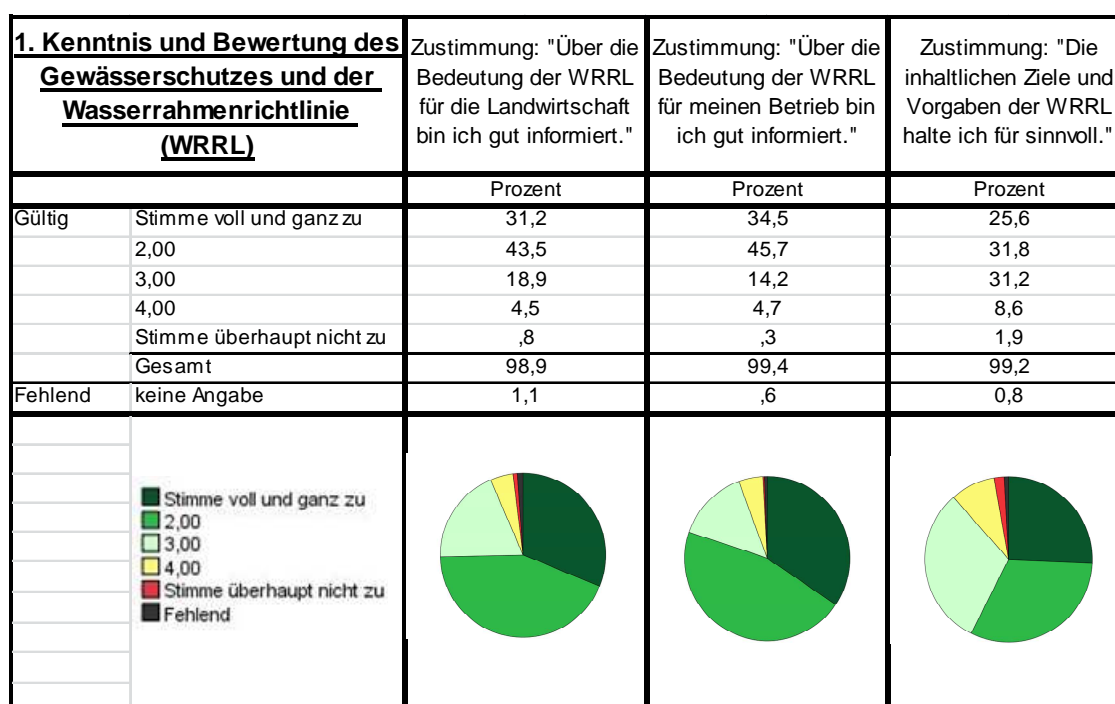 1. Kenntnis und Bewertung des
Gewässerschutzes und der
Wasserrahmenrichtlinie
(WRRL)
Zustimmung: "Über die
Bedeutung der WRRL
für die Landwirtschaft
bin ich gut informiert."
Zustimmung: "Über die
Bedeutung der WRRL
für meinen Betrieb bin
ich gut informiert."
Zustimmung: "Die
inhaltlichen Ziele und
Vorgaben der WRRL
halte ich für sinnvoll."
Prozent Prozent Prozent
Gültig Stimme voll und ganz zu 31,2 34,5 25,6
2,00 43,5 45,7 31,8
3,00 18,9 14,2 31,2
4,00 4,5 4,7 8,6
Stimme überhaupt nicht zu ,8 ,3 1,9
Gesamt 98,9 99,4 99,2
Fehlend keine Angabe 1,1 ,6 0,8
Stimme voll und ganz zu
2,00
3,00
4,00
Stimme überhaupt nicht zu
Fehlend